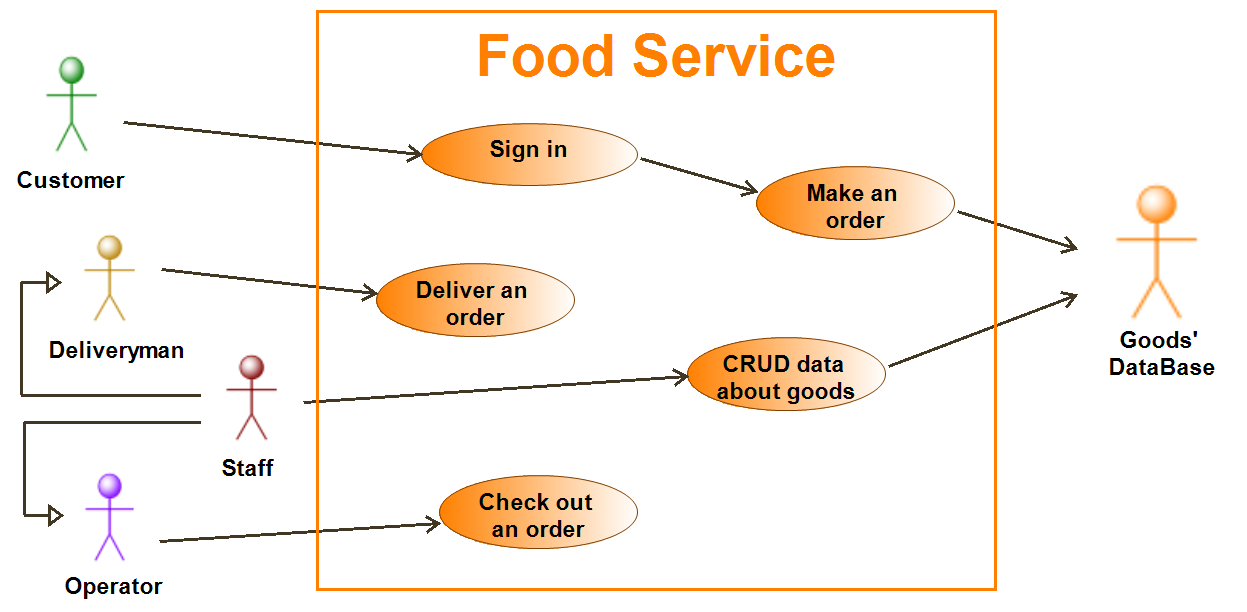 Food Service
Customer
Sign in
Make an
order
Deliveryman
Deliver an
order
Goods'
DataBase
CRUD data
about goods
Staff
Check out
an order
Operator